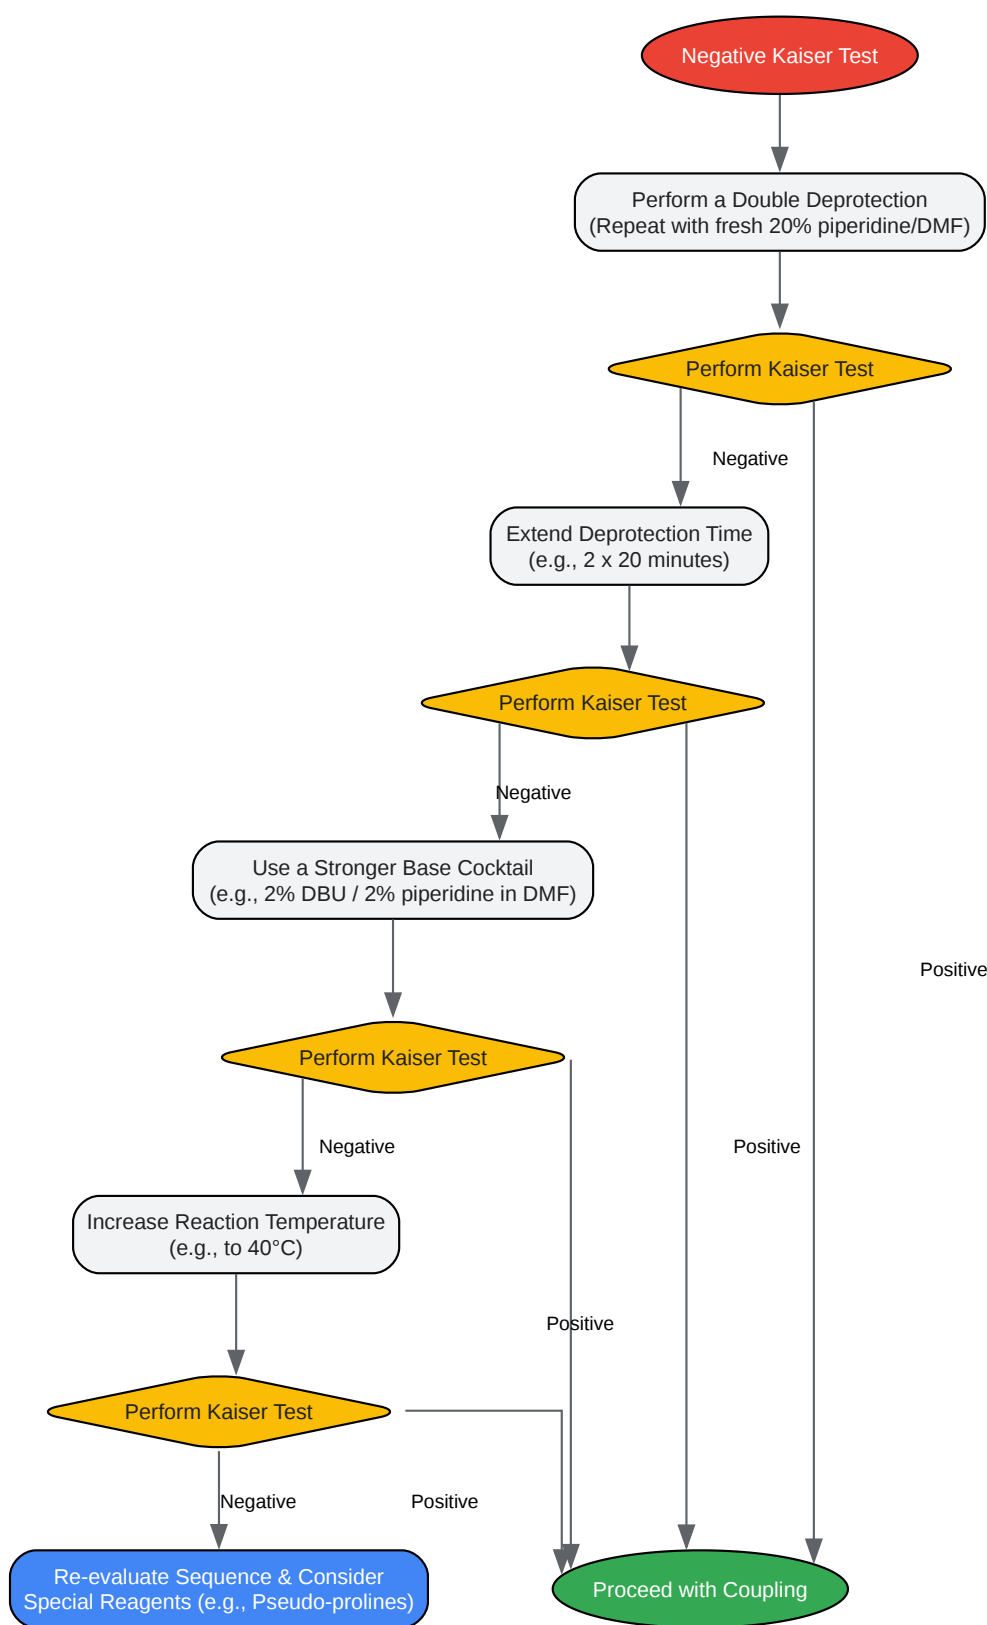 Negative Kaiser Test
Perform a Double Deprotection
(Repeat with fresh 20% piperidine/DMF)
Perform Kaiser Test
Negative
Extend Deprotection Time
(e.g., 2 x 20 minutes)
Perform Kaiser Test
Negative
Use a Stronger Base Cocktail
(e.g., 2% DBU / 2% piperidine in DMF)
Positive
Perform Kaiser Test
Negative
Positive
Increase Reaction Temperature
(e.g., to 40°C)
Positive
Perform Kaiser Test
Negative
Positive
Re-evaluate Sequence & Consider
Special Reagents (e.g., Pseudo-prolines)
Proceed with Coupling